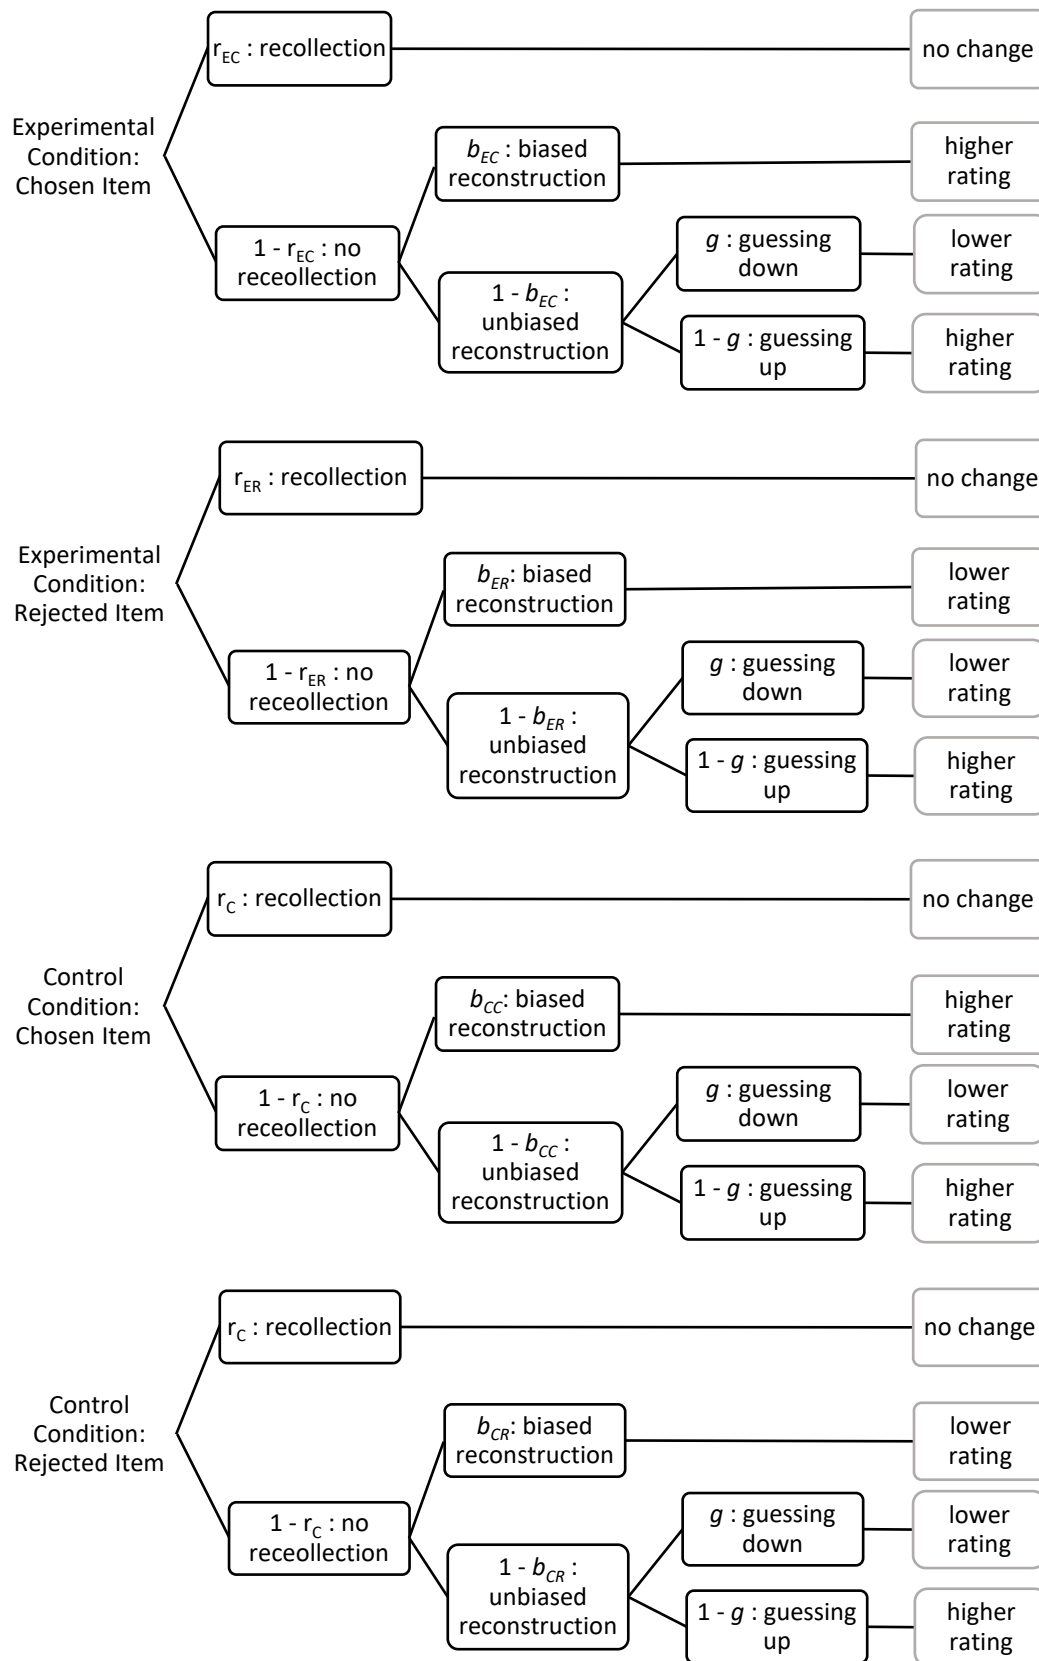 Experimental
Condition:
Chosen Item
r_EC : recollection
no change
1 - r_EC : no
receollection
b_EC : biased
reconstruction
higher
rating
1 - b_EC :
unbiased
reconstruction
g : guessing
down
lower
rating
1 - g : guessing
up
higher
rating
Experimental
Condition:
Rejected Item
r_ER : recollection
no change
1 - r_ER : no
receollection
b_ER: biased
reconstruction
lower
rating
1 - b_ER :
unbiased
reconstruction
g : guessing
down
lower
rating
1 - g : guessing
up
higher
rating
Control
Condition:
Chosen Item
r_C : recollection
no change
1 - r_C : no
receollection
b_CC: biased
reconstruction
higher
rating
1 - b_CC :
unbiased
reconstruction
g : guessing
down
lower
rating
1 - g : guessing
up
higher
rating
Control
Condition:
Rejected Item
r_C : recollection
no change
1 - r_C : no
receollection
b_CR: biased
reconstruction
lower
rating
1 - b_CR :
unbiased
reconstruction
g : guessing
down
lower
rating
1 - g : guessing
up
higher
rating